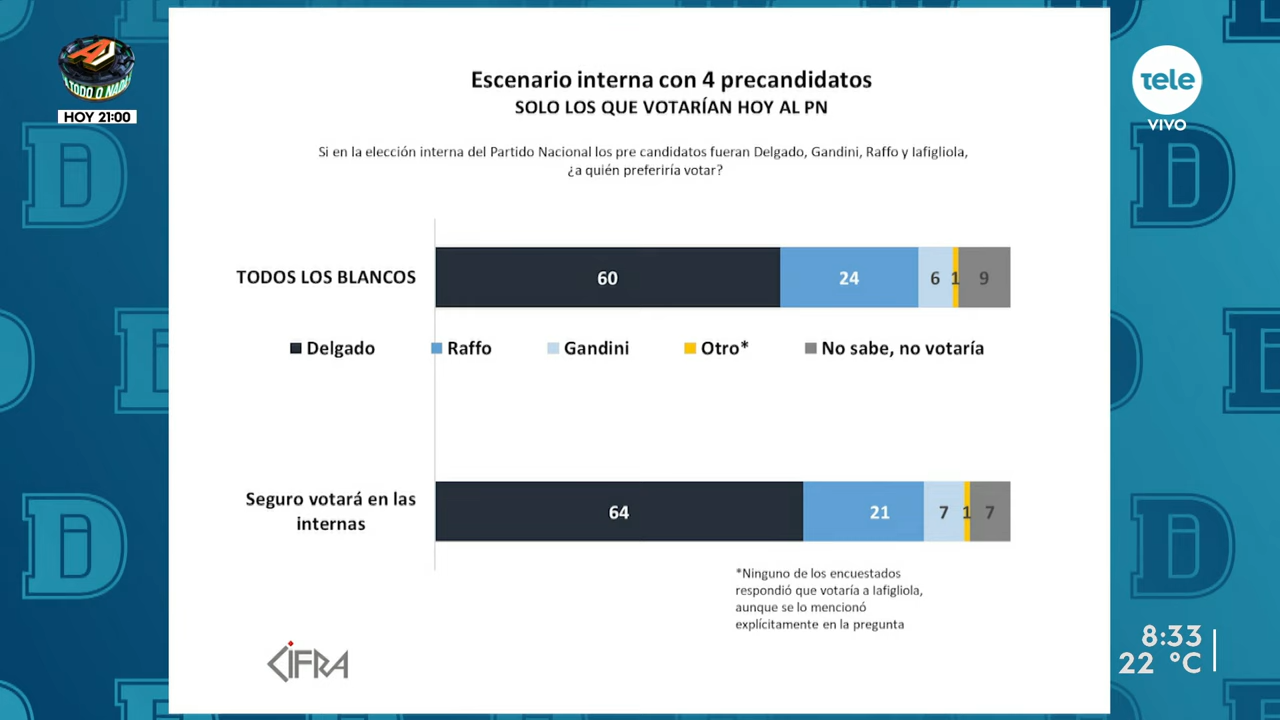 A TODO O NADA
HOY 21:00
tele
VIVO
Escenario interna con 4 precandidatos
SOLO LOS QUE VOTARÍAN HOY AL PN
Si en la elección interna del Partido Nacional los pre candidatos fueran Delgado, Gandini, Raffo y Iafigliola,
¿a quién preferiría votar?
TODOS LOS BLANCOS 60 24 6 1 9
Delgado Raffo Gandini Otro* No sabe, no votaría
Seguro votará en las
internas
64 21 7 1 7
*Ninguno de los encuestados
respondió que votaría a Iafigliola,
aunque se lo mencionó
explícitamente en la pregunta
CIFRA
8:33
22 °C